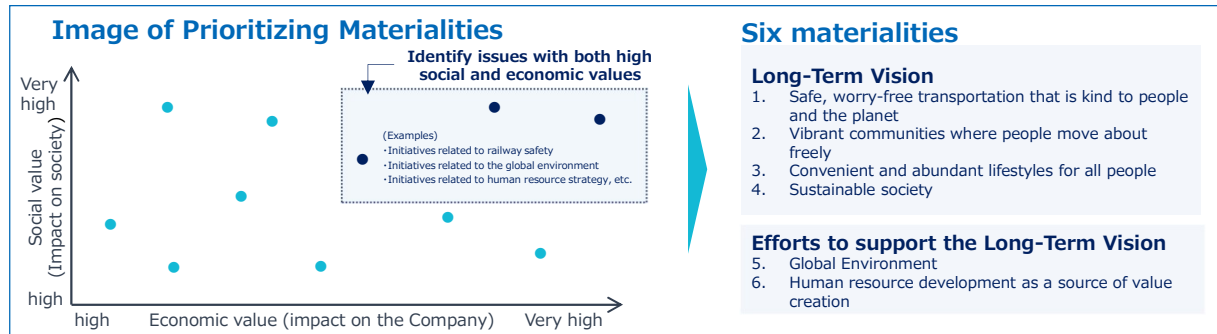 Image of Prioritizing Materialities
Identify issues with both high
social and economic values
Very
high
Social value
(Impact on society)
high
(Examples)
・Initiatives related to railway safety
・Initiatives related to the global environment
・Initiatives related to human resource strategy, etc.
high
Economic value (impact on the Company)
Very high
Six materialities
Long-Term Vision
1. Safe, worry-free transportation that is kind to people
and the planet
2. Vibrant communities where people move about
freely
3. Convenient and abundant lifestyles for all people
4. Sustainable society
Efforts to support the Long-Term Vision
5. Global Environment
6. Human resource development as a source of value
creation